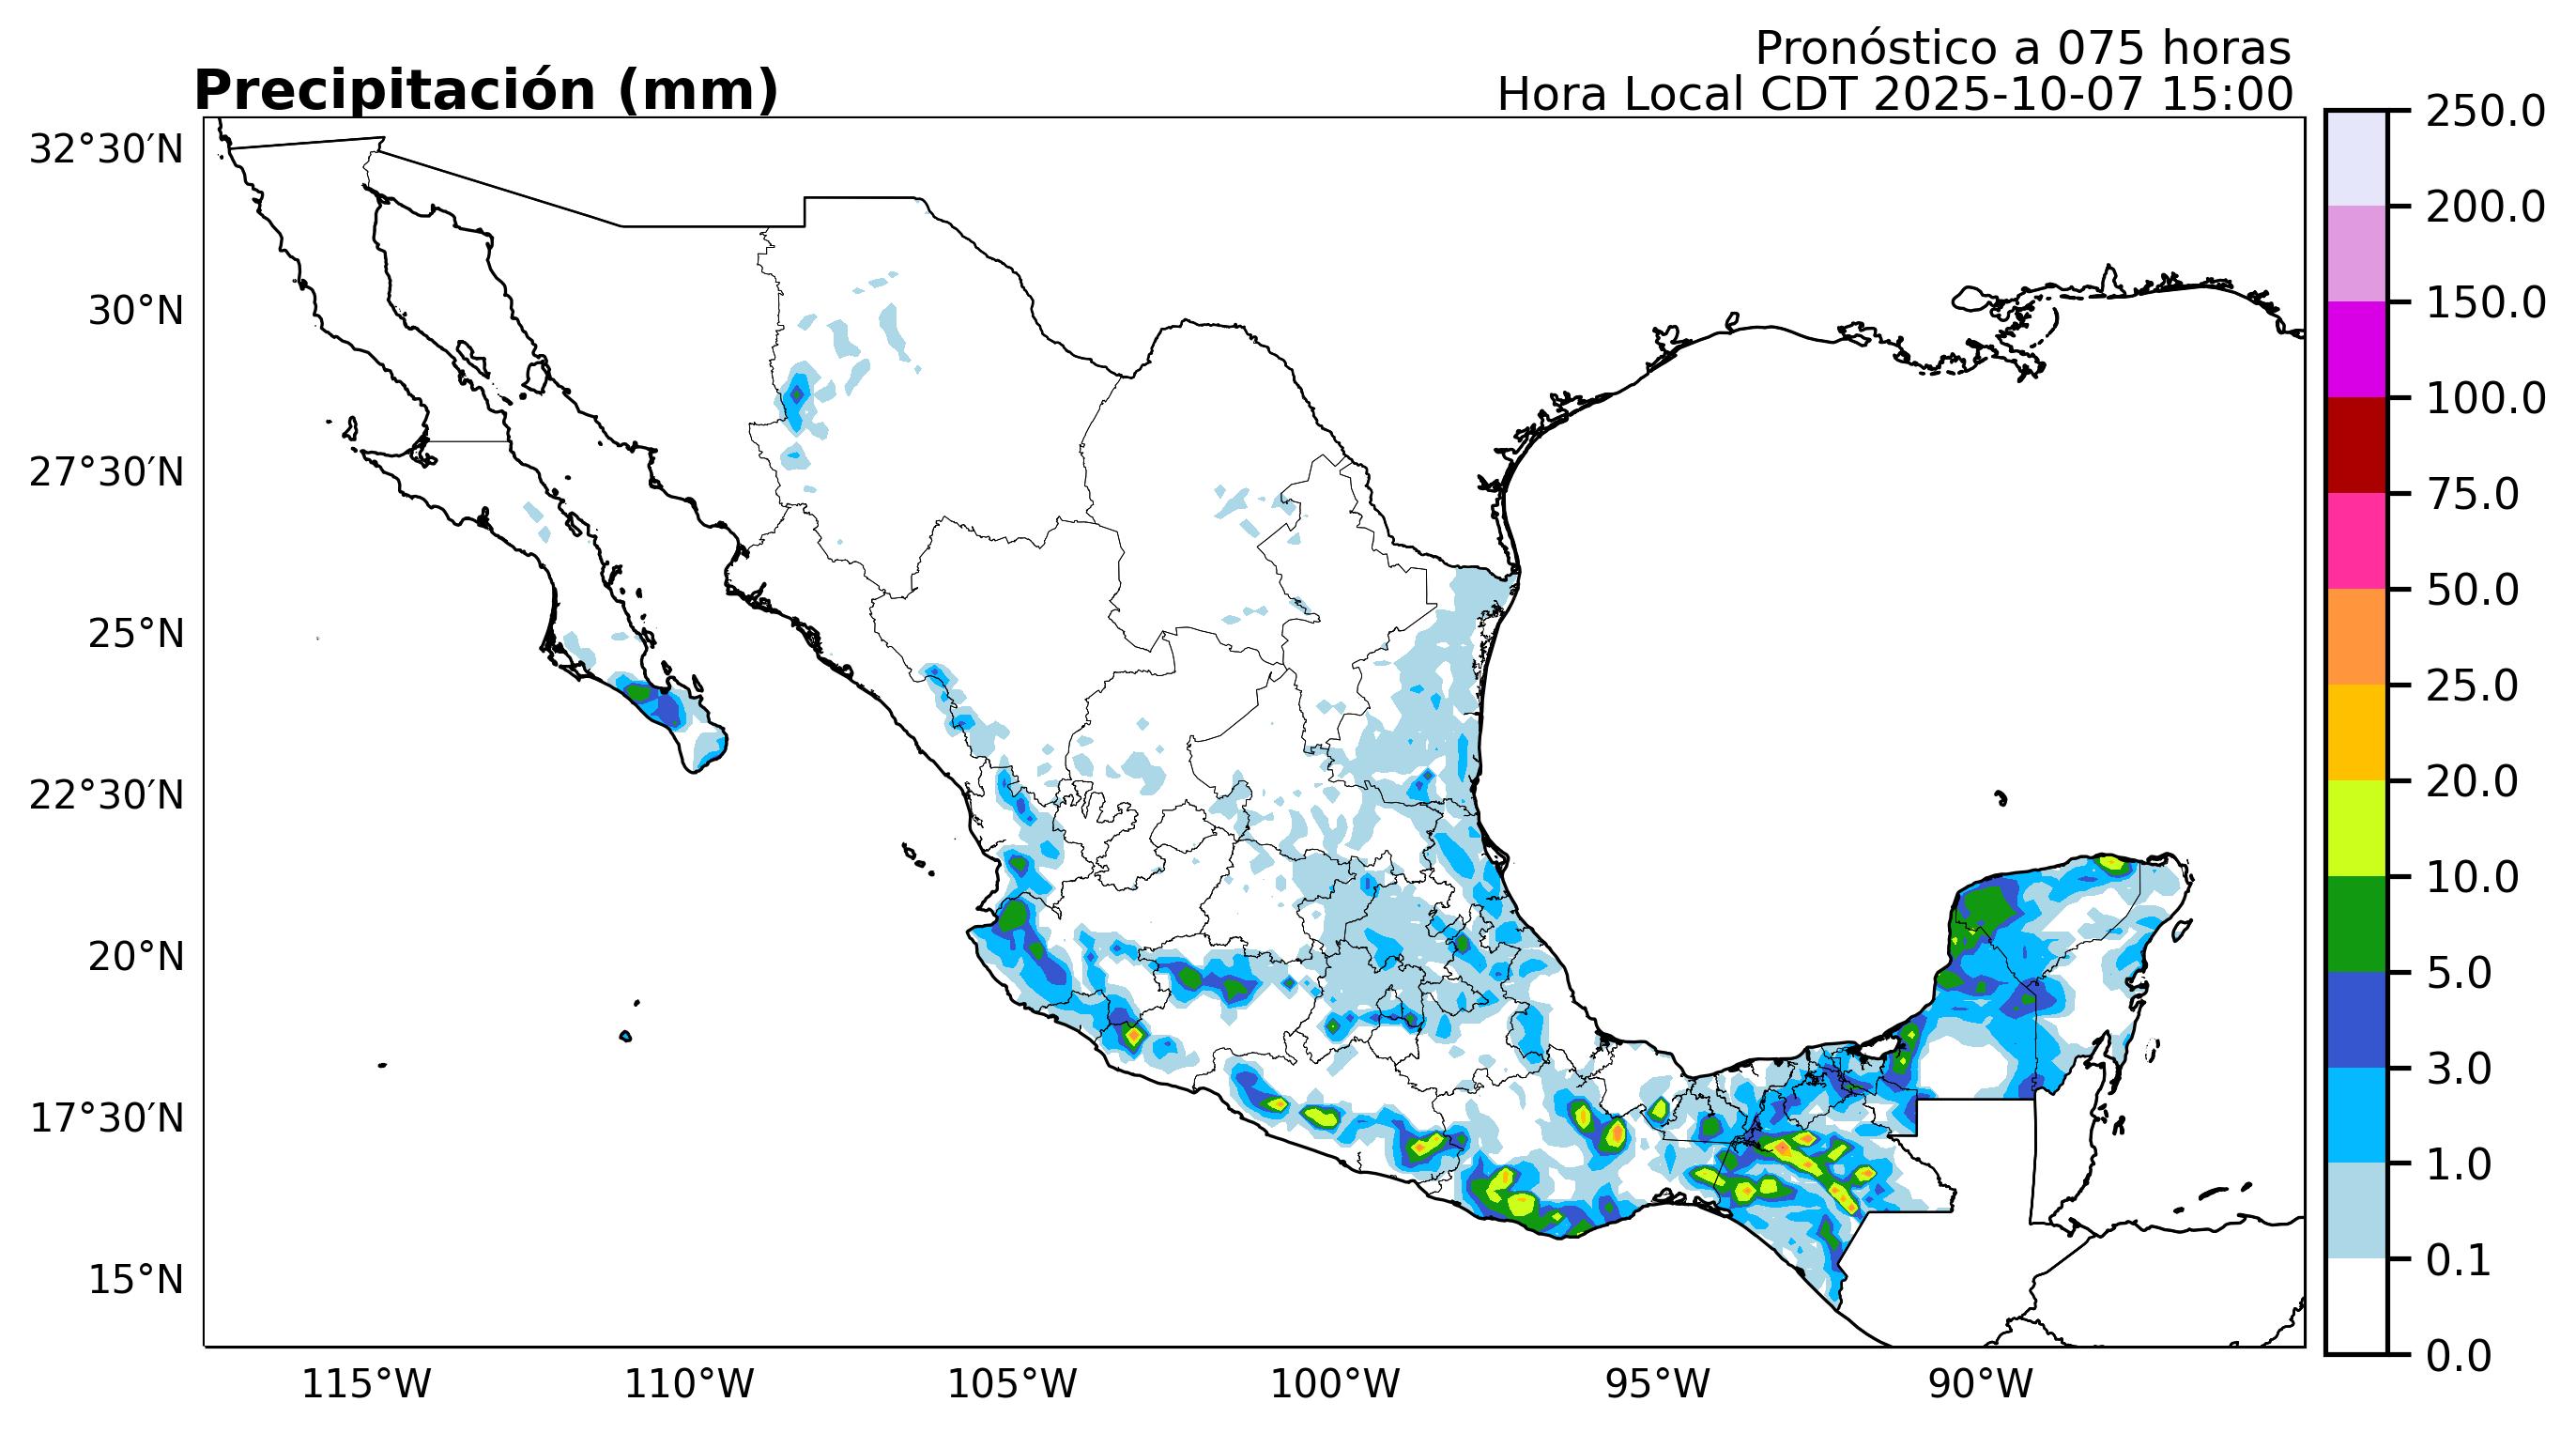 Pronóstico a 075 horas
Precipitación (mm)
Hora Local CDT 2025-10-07 15:00
32°30′N
30°N
27°30′N
25°N
22°30′N
20°N
17°30′N
15°N
115°W
110°W
105°W
100°W
95°W
90°W
250.0
200.0
150.0
100.0
75.0
50.0
25.0
20.0
10.0
5.0
3.0
1.0
0.1
0.0